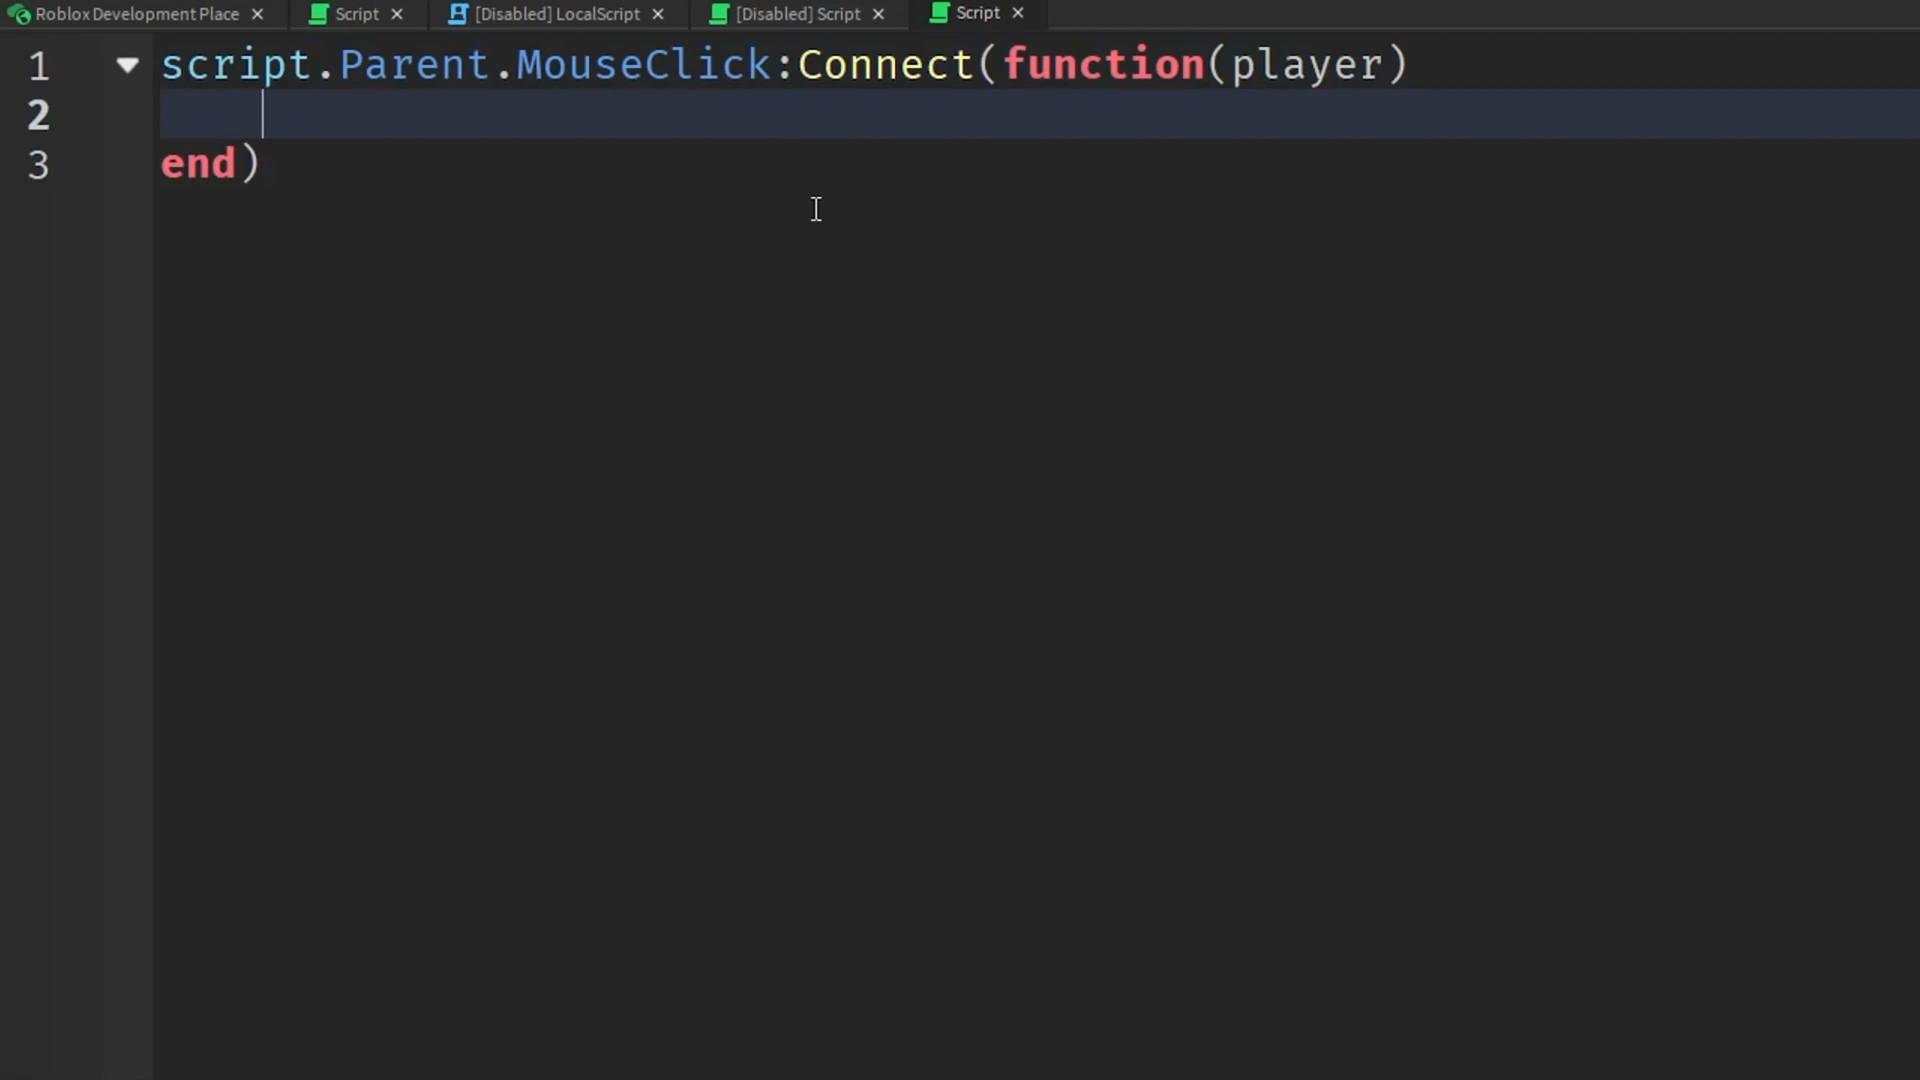 Roblox Development Place Script [Disabled] LocalScript [Disabled] Script Script
1 script.Parent.MouseClick:Connect(function(player)
2
3 end)